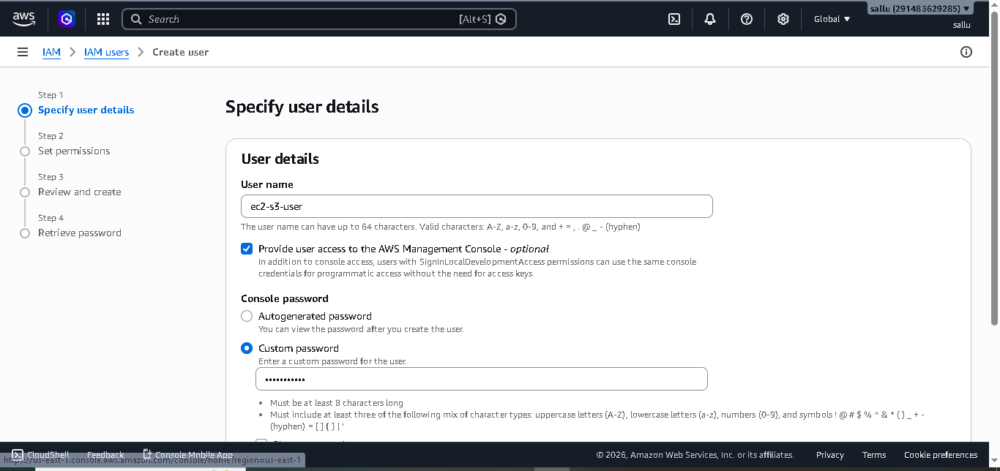 aws
Search
[Alt+S]
Global
sallu (291483629285)
sallu
IAM
IAM users
Create user
Step 1
Specify user details
Step 2
Set permissions
Step 3
Review and create
Step 4
Retrieve password
Specify user details
User details
User name
ec2-s3-user
The user name can have up to 64 characters. Valid characters: A-Z, a-z, 0-9, and + = , . @ _ - (hyphen)
Provide user access to the AWS Management Console - optional
In addition to console access, users with SignInLocalDevelopmentAccess permissions can use the same console
credentials for programmatic access without the need for access keys.
Console password
Autogenerated password
You can view the password after you create the user.
Custom password
Enter a custom password for the user.
•••••••••••
• Must be at least 8 characters long
• Must include at least three of the following mix of character types: uppercase letters (A-Z), lowercase letters (a-z), numbers (0-9), and symbols ! @ # $ % ^ & * ( ) _ + -
(hyphen) = [ ] { } | '
CloudShell
Feedback
Console Mobile App
© 2026, Amazon Web Services, Inc. or its affiliates.
Privacy
Terms
Cookie preferences
https://us-east-1.console.aws.amazon.com/console/home?region=us-east-1